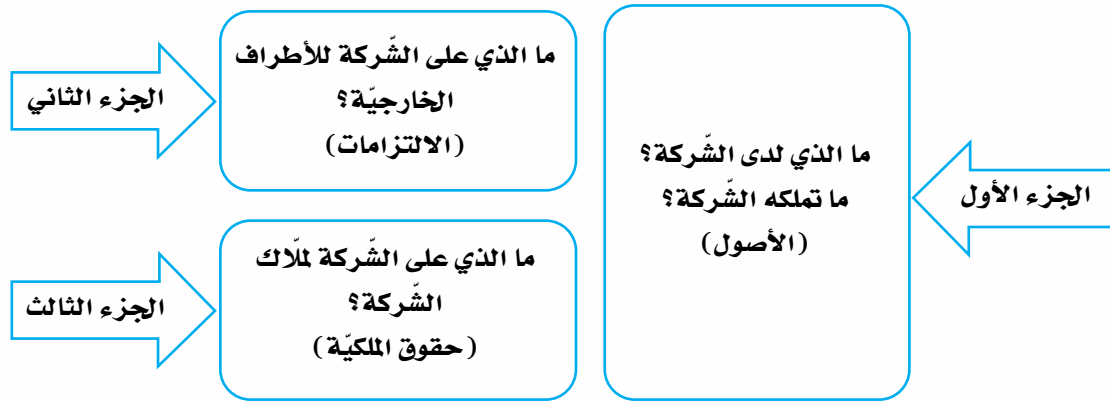 الجزء الأول
ما الذي لدى الشّركة؟
ما تملكه الشّركة؟
(الأصول)
ما الذي على الشّركة للأطراف
الخارجيّة؟
(الالتزامات)
الجزء الثاني
ما الذي على الشّركة لملّاك
الشّركة؟
(حقوق الملكيّة)
الجزء الثالث